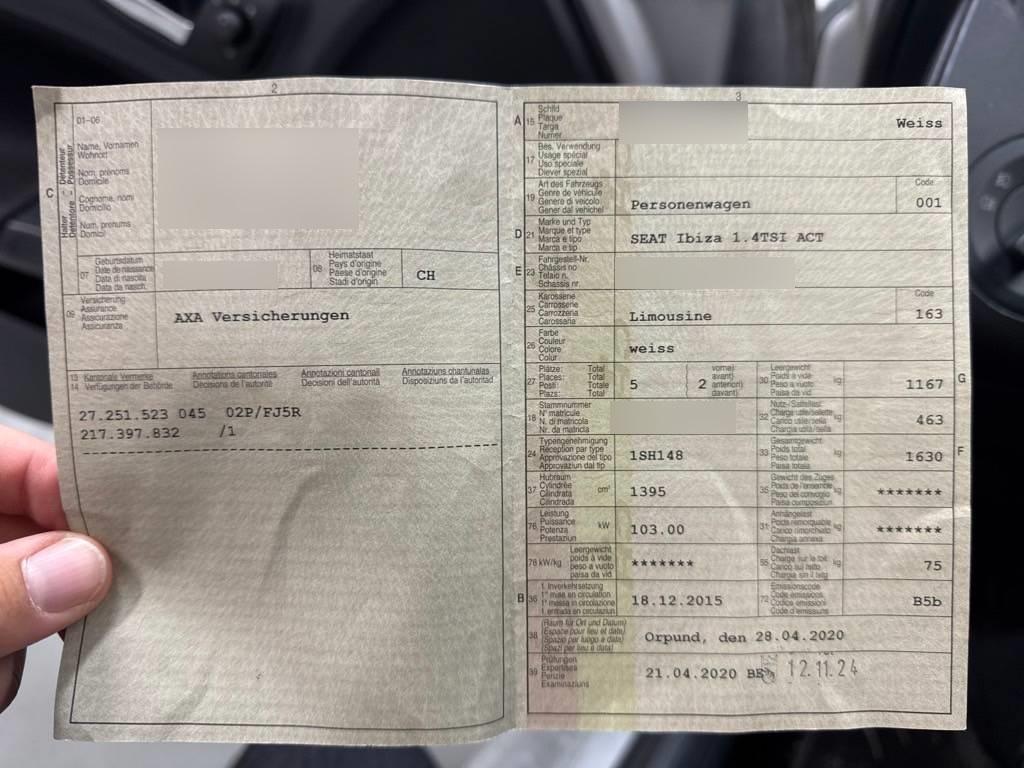 2
01-06
Halter - Détenteur
Detentore - Possessur
Name, Vornamen
Wohnort
Nom, prénoms
Domicile
Cognome, nomi
Domicilio
Num, prenums
Domicil
C
07
Geburtsdatum
Date de naissance
Data di nascita
Data da nasch.
08
Heimatstaat
Pays d'origine
Paese d'origine
Stadi d'origin
CH
09
Versicherung
Assurance
Assicurazione
Assicuranza
AXA Versicherungen
13 Kantonale Vermerke
14 Verfügungen der Behörde
Annotations cantonales
Décisions de l'autorité
Annotazioni cantonali
Decisioni dell'autorità
Annotaziuns chantunalas
Disposiziuns da l'autoritad
27.251.523 045 02P/FJ5R
217.397.832 /1
3
A 15
Schild
Plaque
Targa
Numer
Weiss
17
Bes. Verwendung
Usage spécial
Uso speciale
Diever spezial
19
Art des Fahrzeugs
Genre de véhicule
Genere di veicolo
Gener dal vehichel
Personenwagen
Code
001
D 21
Marke und Typ
Marque et type
Marca e tipo
Marca e tip
SEAT Ibiza 1.4TSI ACT
E 23
Fahrgestell-Nr.
Châssis no
Telaio n.
Schassis nr.
25
Karosserie
Carrosserie
Carrozzeria
Carossaria
Limousine
Code
163
26
Farbe
Couleur
Colore
Colur
weiss
27
Plätze: Total
Places: Total
Posti: Totale
Plazs: Total
5
2
vorne)
avant)
anteriori)
davant)
30
Leergewicht
Poids à vide
Peso a vuoto
Paisa da vid
kg
1167
G
18
Stammnummer
N° matricule
N. di matricola
Nr. da matricla
32
Nutz-/Sattellast
Charge utile/sellette
Carico utile/sella
Chargia utila/sella
kg
463
24
Typengenehmigung
Réception par type
Approvazione del tipo
Approvaziun dal tip
1SH148
33
Gesamtgewicht
Poids total
Peso totale
Paisa totala
kg
1630
F
37
Hubraum
Cylindrée
Cilindrata
Cilindrada
cm³
1395
35
Gewicht des Zuges
Poids de l'ensemble
Peso del convoglio
Paisa cumposiziun
kg
*******
76
Leistung
Puissance
Potenza
Prestaziun
kW
103.00
31
Anhängelast
Poids remorquable
Carico rimorchiato
Chargia annexa
kg
*******
78 kW/kg
Leergewicht
poids à vide
peso a vuoto
paisa da vid
*******
55
Dachlast
Charge sur le toit
Carico sul tetto
Chargia sin il tetg
kg
75
B 36
1. Inverkehrsetzung
1re mise en circulation
1a messa in circolazione
1. entrada en circulaziun
18.12.2015
72
Emissionscode
Code émissions
Codice emissioni
Code d'emissiuns
B5b
38
(Raum für Ort und Datum)
(Espace pour lieu et date)
(Spazio per luogo e data)
(Spazi per lieu e data)
Orpund, den 28.04.2020
39
Prüfungen
Expertises
Perizie
Examinaziuns
21.04.2020 BE
12.11.24